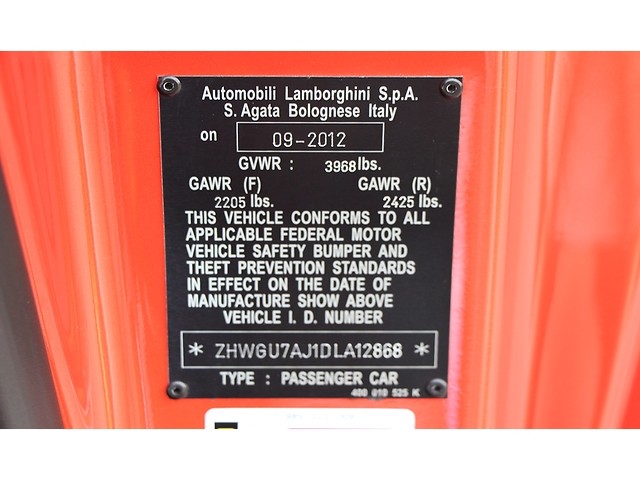 Automobili Lamborghini S.p.A.
S. Agata Bolognese Italy
on 09-2012
GVWR : 3968lbs.
GAWR (F) GAWR (R)
2205 lbs. 2425 lbs.
THIS VEHICLE CONFORMS TO ALL
APPLICABLE FEDERAL MOTOR
VEHICLE SAFETY BUMPER AND
THEFT PREVENTION STANDARDS
IN EFFECT ON THE DATE OF
MANUFACTURE SHOW ABOVE
VEHICLE I. D. NUMBER
* ZHWGU7AJ1DLA12868 *
TYPE : PASSENGER CAR
400 010 525 K